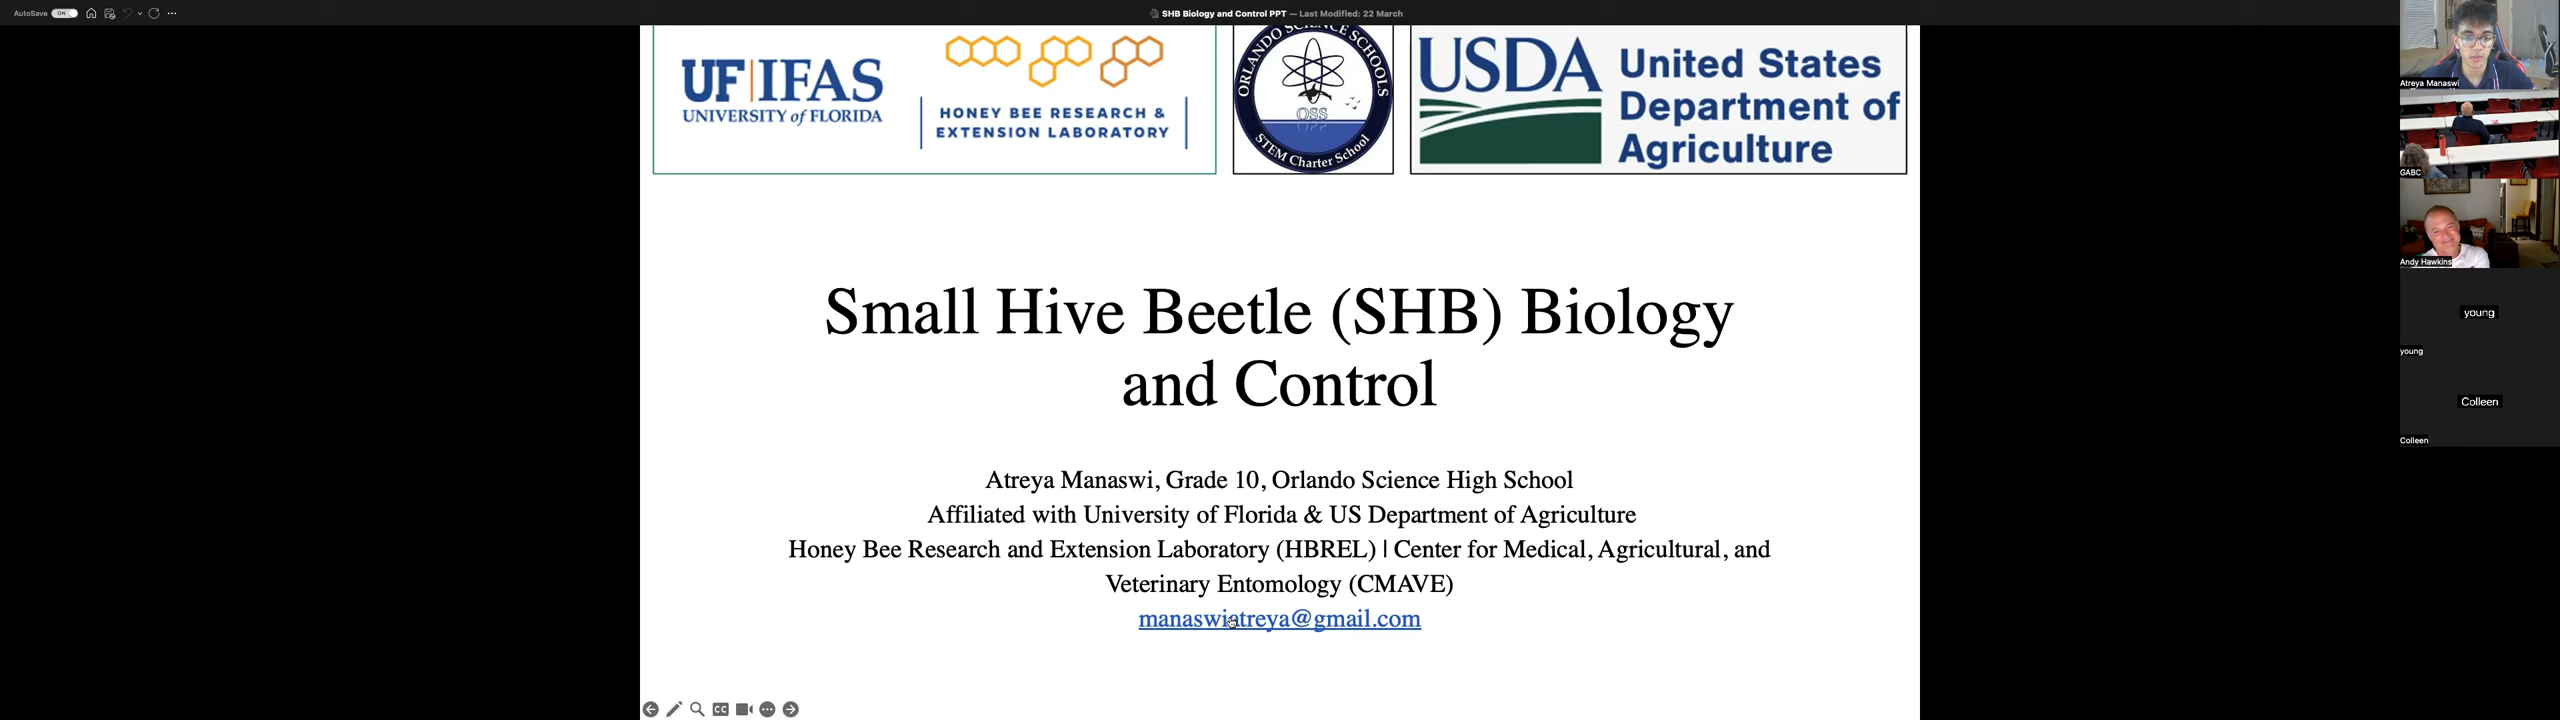 AutoSave ON
SHB Biology and Control PPT — Last Modified: 22 March
UF|IFAS
UNIVERSITY of FLORIDA
HONEY BEE RESEARCH &
EXTENSION LABORATORY
ORLANDO SCIENCE SCHOOLS
OSS
STEM Charter School
USDA
United States
Department of
Agriculture
Small Hive Beetle (SHB) Biology
and Control
Atreya Manaswi, Grade 10, Orlando Science High School
Affiliated with University of Florida & US Department of Agriculture
Honey Bee Research and Extension Laboratory (HBREL) | Center for Medical, Agricultural, and
Veterinary Entomology (CMAVE)
manaswiatreya@gmail.com
CC
Atreya Manaswi
GABC
Andy Hawkins
young
young
Colleen
Colleen